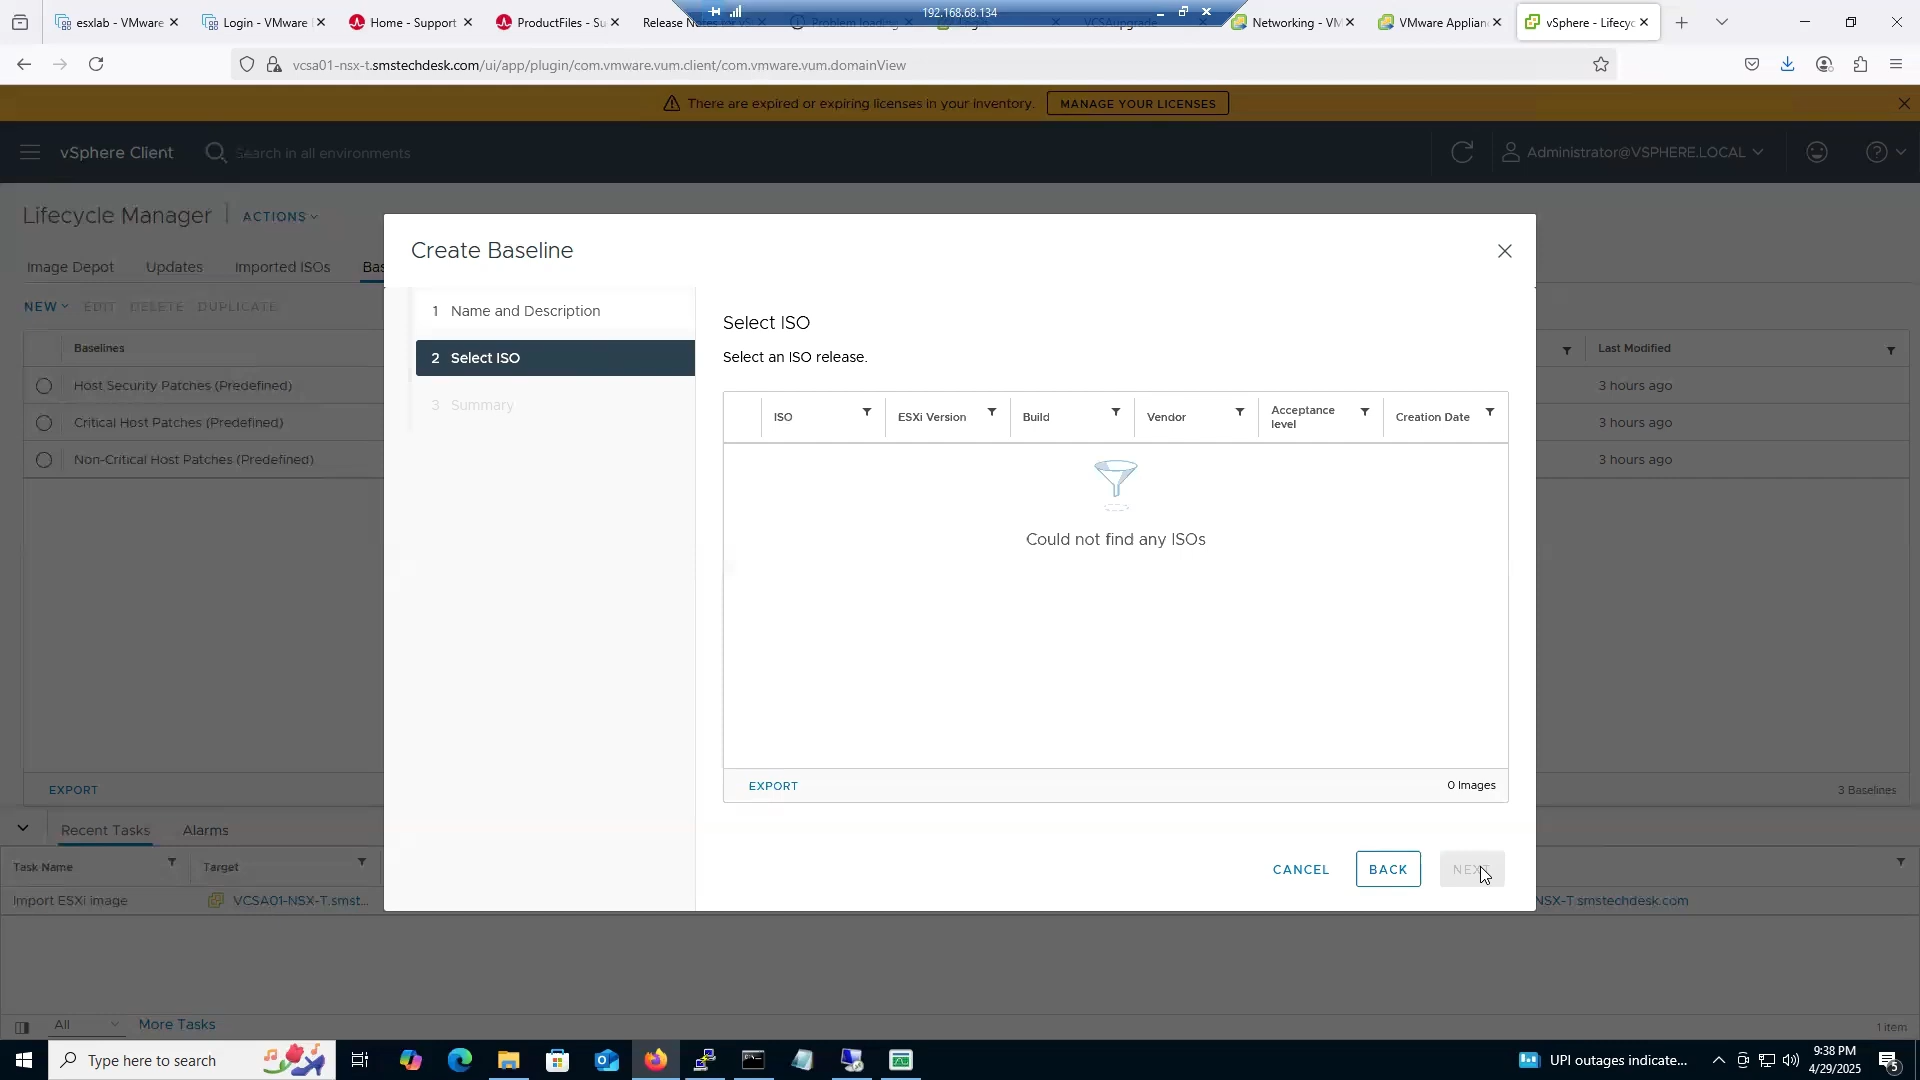 esxlab - VMware
Login - VMware
Home - Support
ProductFiles - Su
Release Notes for vS
Problem loading
192.168.68.134
VCSAupgrade
Networking - VM
VMware Applian
vSphere - Lifecyc
vcsa01-nsx-t.smstechdesk.com/ui/app/plugin/com.vmware.vum.client/com.vmware.vum.domainView
There are expired or expiring licenses in your inventory.
MANAGE YOUR LICENSES
vSphere Client
Search in all environments
Administrator@VSPHERE.LOCAL
Lifecycle Manager
ACTIONS
Image Depot
Updates
Imported ISOs
Bas
NEW
EDIT
DELETE
DUPLICATE
Baselines
Last Modified
Host Security Patches (Predefined)
3 hours ago
Critical Host Patches (Predefined)
3 hours ago
Non-Critical Host Patches (Predefined)
3 hours ago
EXPORT
3 Baselines
Create Baseline
1 Name and Description
2 Select ISO
3 Summary
Select ISO
Select an ISO release.
ISO
ESXi Version
Build
Vendor
Acceptance
level
Creation Date
Could not find any ISOs
EXPORT
0 Images
CANCEL
BACK
NEXT
Recent Tasks
Alarms
Task Name
Target
Import ESXi image
VCSA01-NSX-T.smst...
NSX-T.smstechdesk.com
All
More Tasks
1 item
Type here to search
UPI outages indicate...
9:38 PM
4/29/2025
5